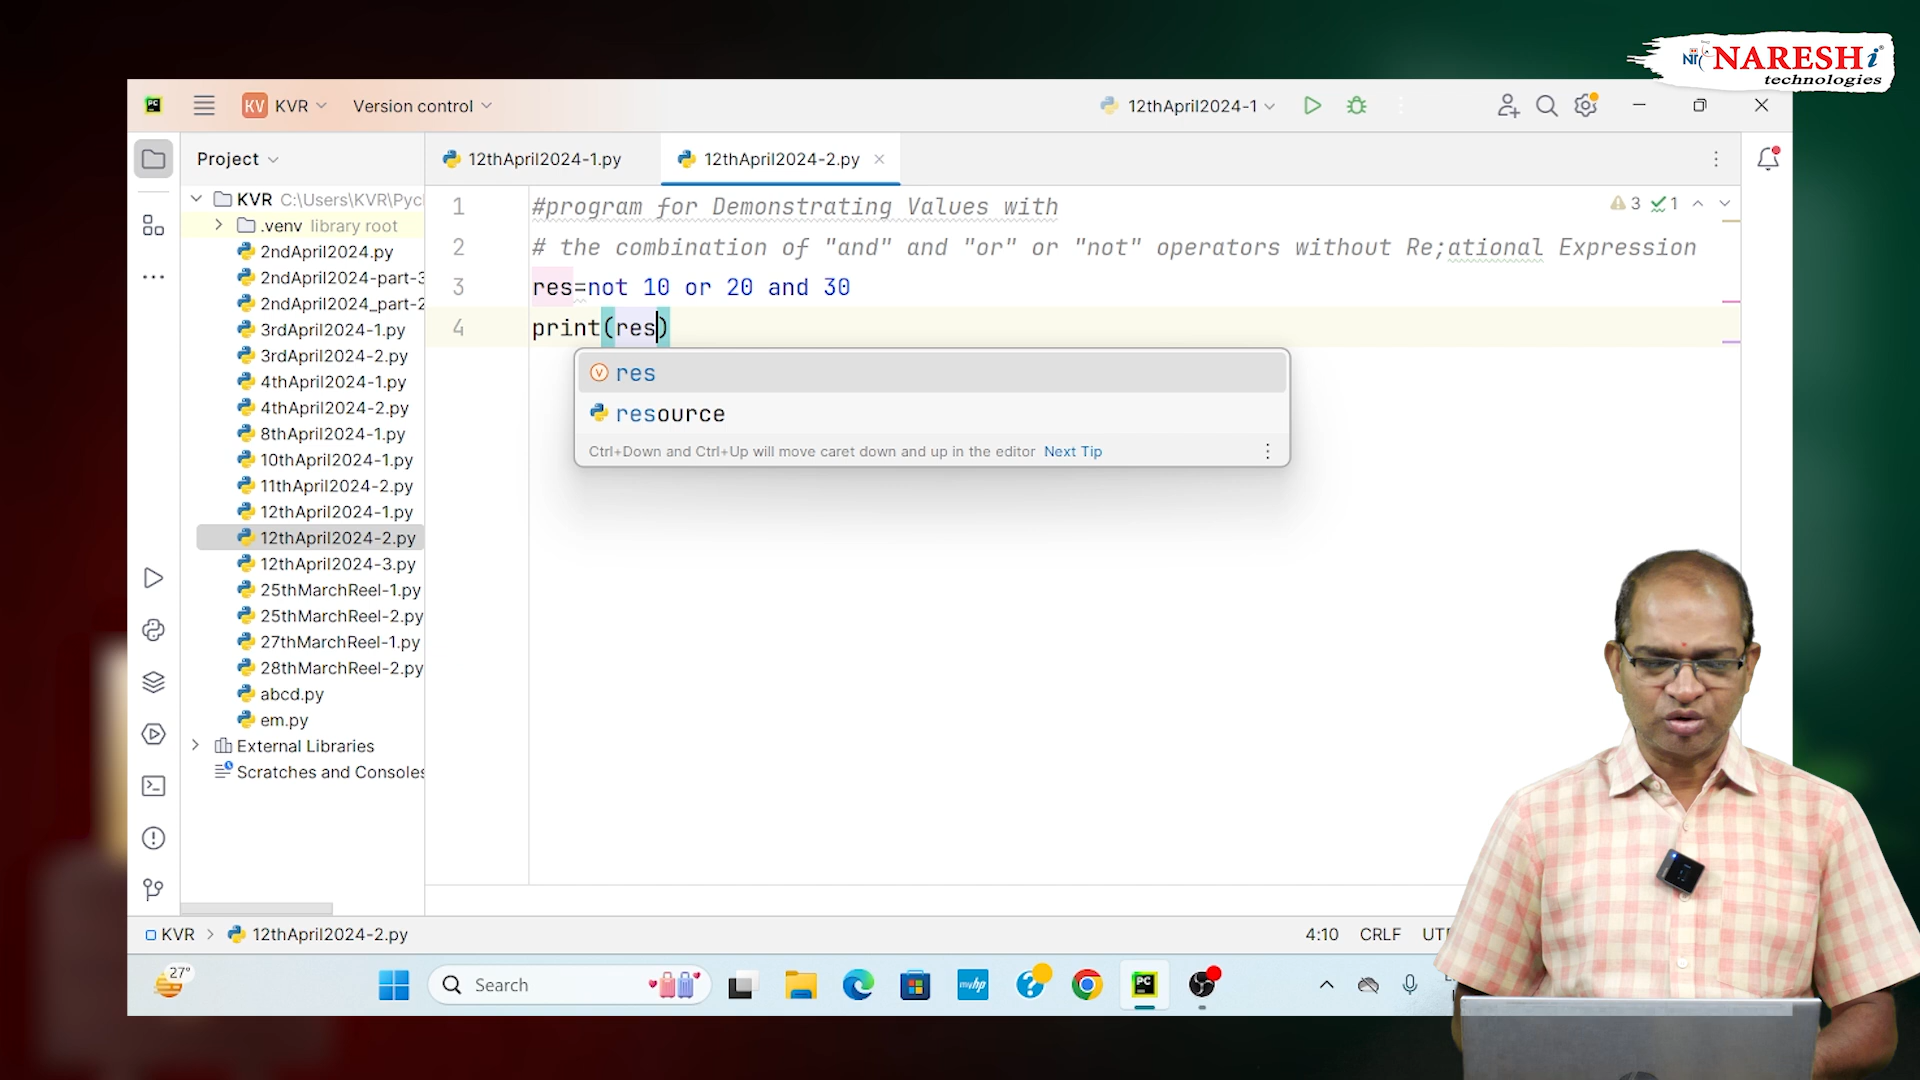 NARESH i
technologies
KV KVR Version control 12thApril2024-1
Project 12thApril2024-1.py 12thApril2024-2.py
KVR C:\Users\KVR\Pycl
.venv library root
2ndApril2024.py
2ndApril2024-part-3
2ndApril2024_part-2
3rdApril2024-1.py
3rdApril2024-2.py
4thApril2024-1.py
4thApril2024-2.py
8thApril2024-1.py
10thApril2024-1.py
11thApril2024-2.py
12thApril2024-1.py
12thApril2024-2.py
12thApril2024-3.py
25thMarchReel-1.py
25thMarchReel-2.py
27thMarchReel-1.py
28thMarchReel-2.py
abcd.py
em.py
External Libraries
Scratches and Consoles
1 #program for Demonstrating Values with
2 # the combination of "and" and "or" or "not" operators without Re;ational Expression
3 res=not 10 or 20 and 30
4 print(res)
3 1
res
resource
Ctrl+Down and Ctrl+Up will move caret down and up in the editor Next Tip
KVR 12thApril2024-2.py 4:10 CRLF UTF
27° Search myhp PC